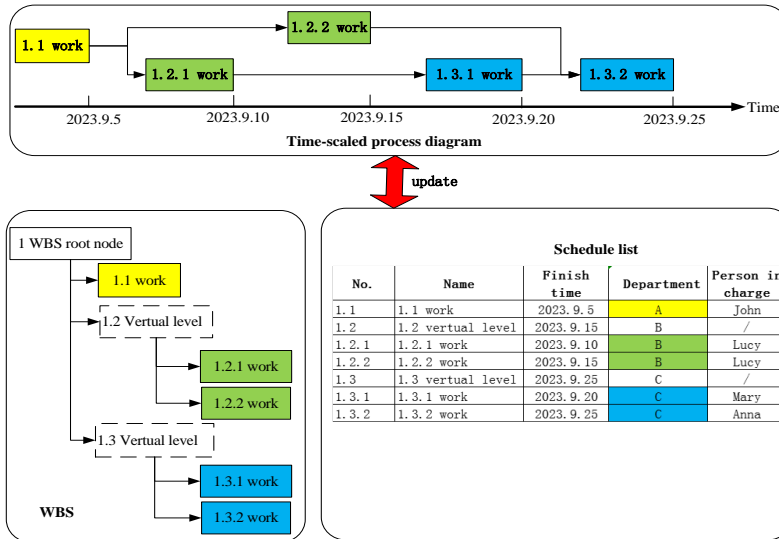 1.2.2 work
1.1 work
1.2.1 work
1.3.1 work
1.3.2 work
Time
2023.9.5
2023.9.10
2023.9.15
2023.9.20
2023.9.25
Time-scaled process diagram
update
1 WBS root node
1.1 work
1.2 Vertual level
1.2.1 work
1.2.2 work
1.3 Vertual level
1.3.1 work
1.3.2 work
WBS
Schedule list
No. Name Finish time Department Person in charge
1.1 1.1 work 2023.9.5 A John
1.2 1.2 vertual level 2023.9.15 B /
1.2.1 1.2.1 work 2023.9.10 B Lucy
1.2.2 1.2.2 work 2023.9.15 B Lucy
1.3 1.3 vertual level 2023.9.25 C /
1.3.1 1.3.1 work 2023.9.20 C Mary
1.3.2 1.3.2 work 2023.9.25 C Anna